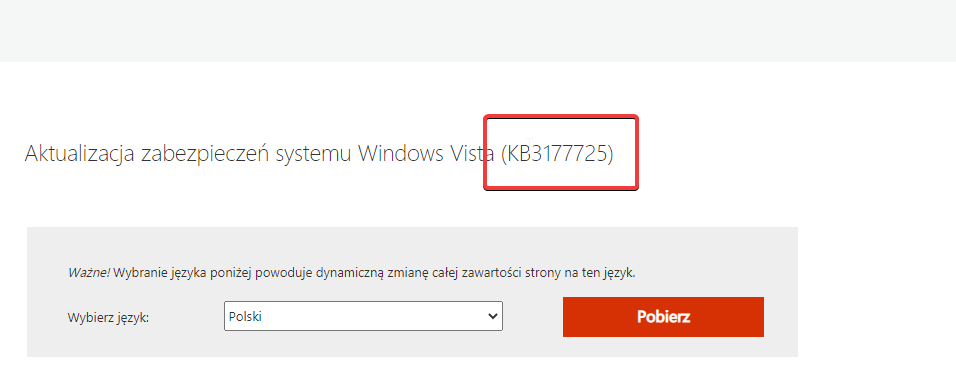 Aktualizacja zabezpieczeń systemu Windows Vista (KB3177725)
Ważne! Wybranie języka poniżej powoduje dynamiczną zmianę całej zawartości strony na ten język.
Wybierz język:
Polski
Pobierz